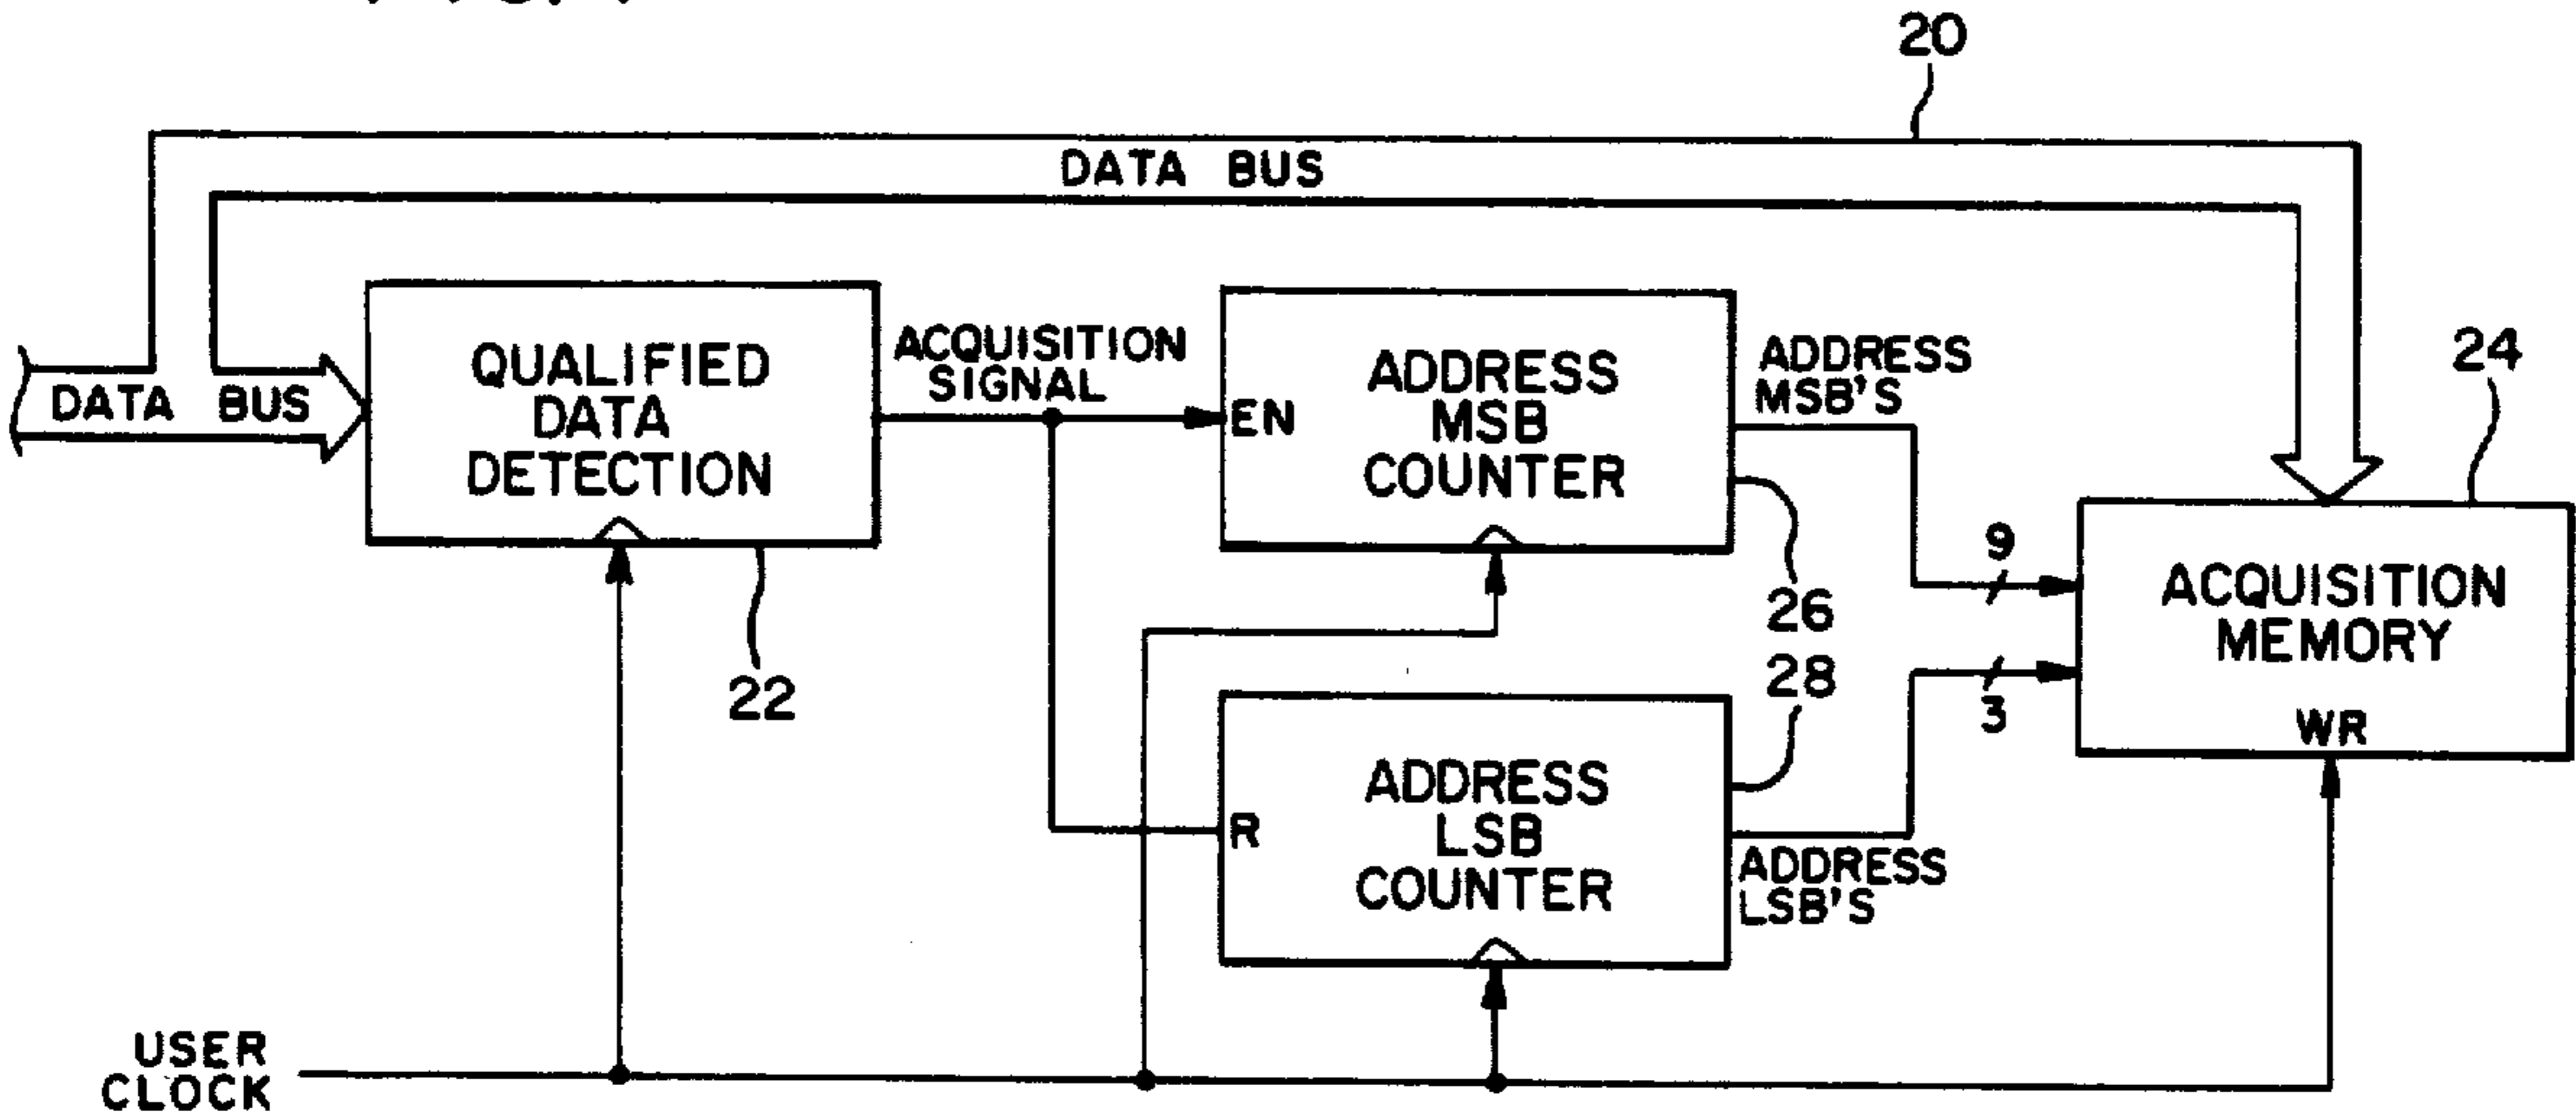 20
DATA BUS
24
QUALIFIED
DATA
DETECTION
ACQUISITION
SIGNAL
EN
ADDRESS
MSB
COUNTER
ADDRESS
MSB'S
DATA BUS
9
26
22
28
3
ACQUISITION
MEMORY
WR
R
ADDRESS
LSB
COUNTER
ADDRESS
LSB'S
USER
CLOCK